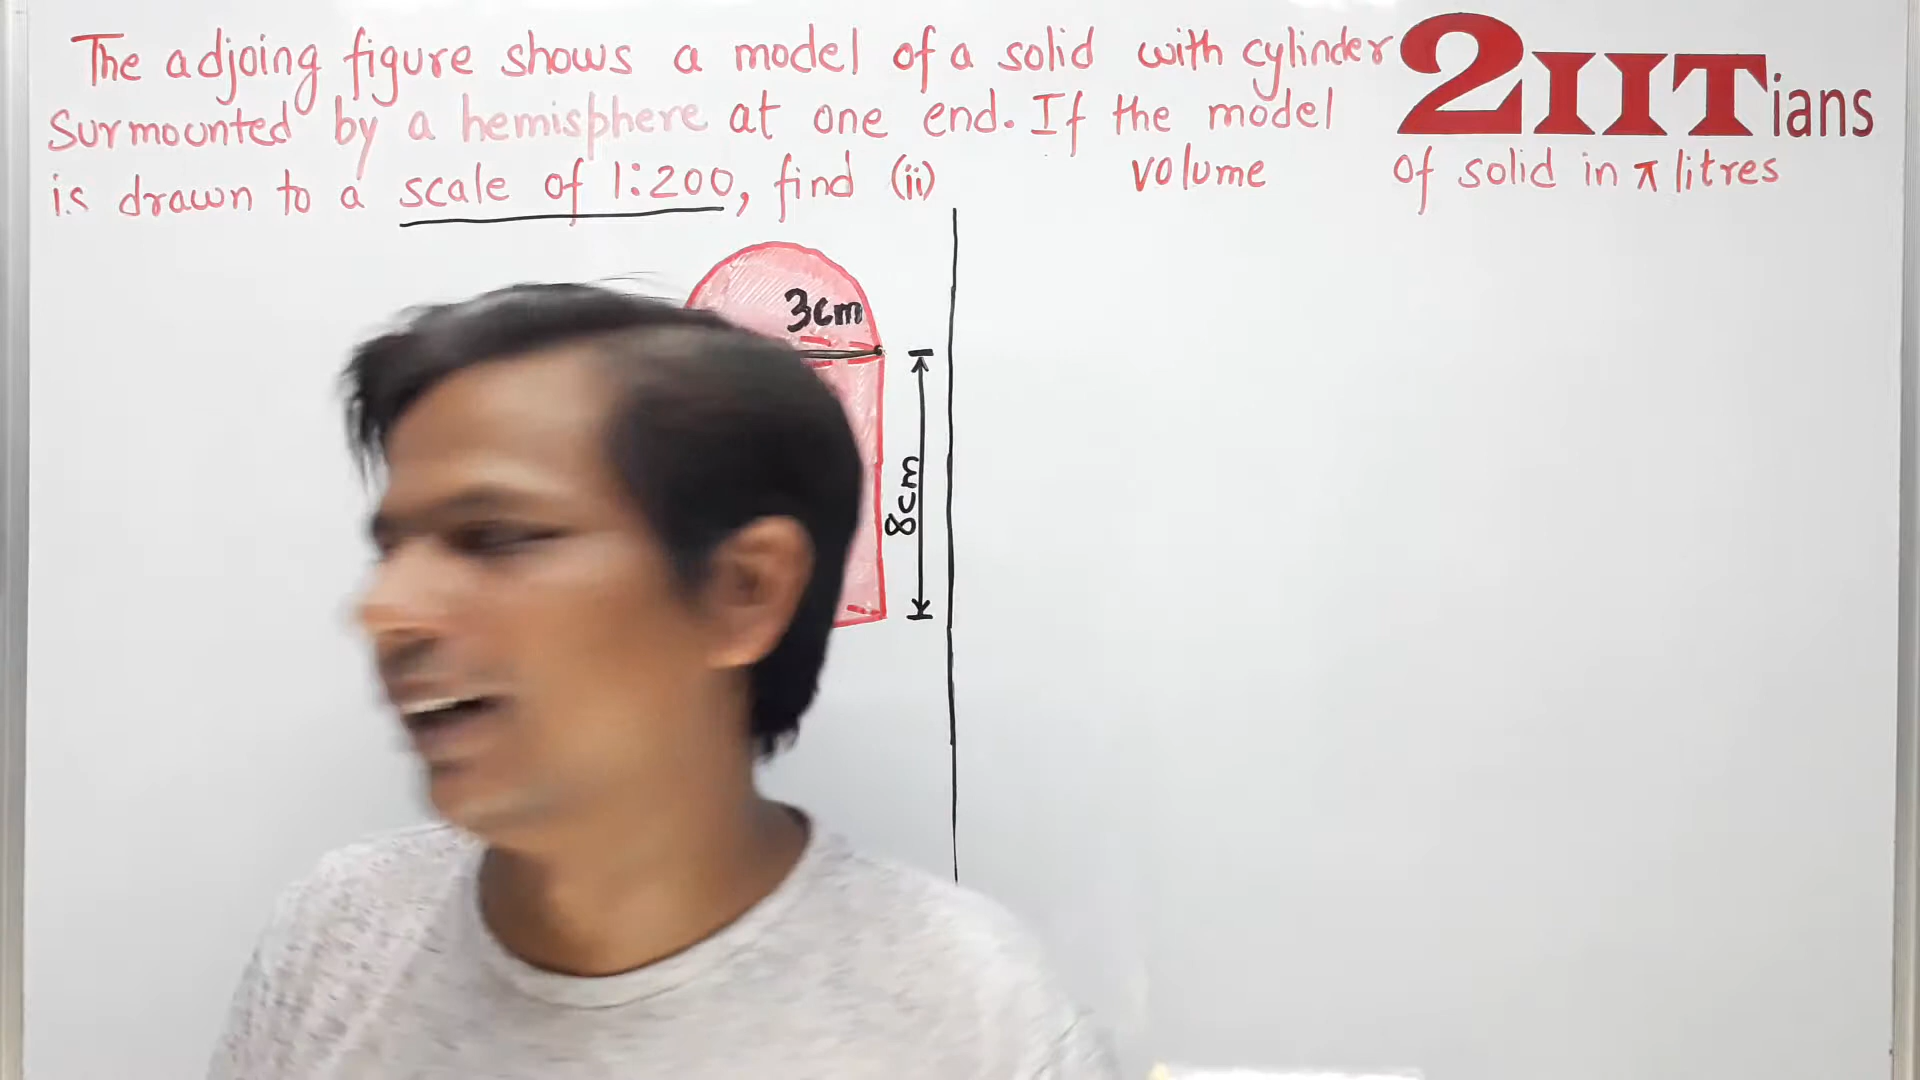 The adjoing figure shows a model of a solid with cylinder
surmounted by a hemisphere at one end. If the model
is drawn to a scale of 1:200, find (ii) volume of solid in π litres
2IITians
3cm
8cm